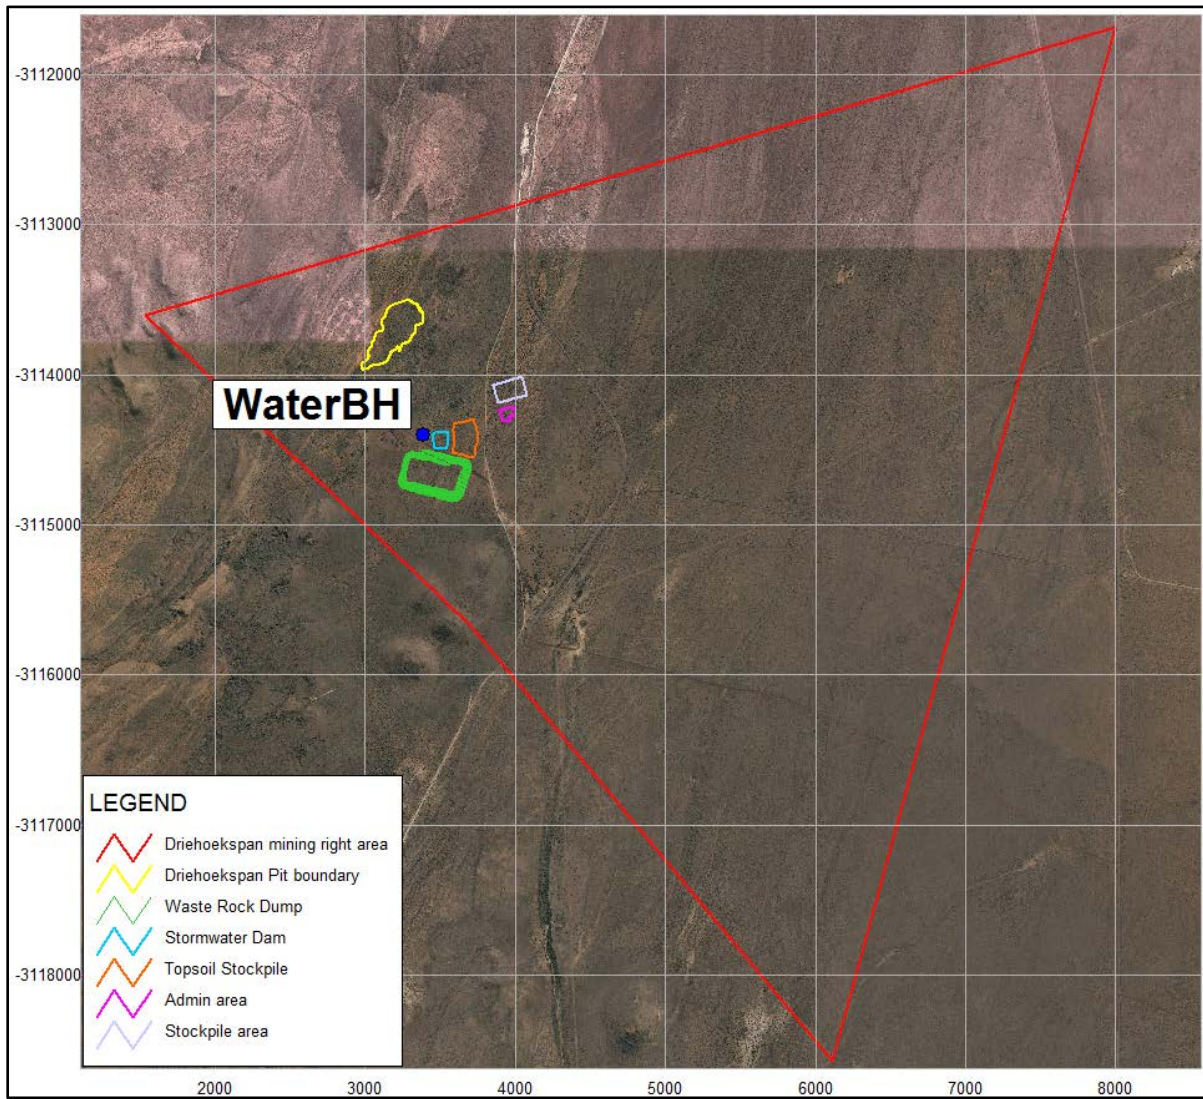 -3112000
-3113000
-3114000
WaterBH
-3115000
-3116000
-3117000
-3118000
LEGEND
Driehoekspan mining right area
Driehoekspan Pit boundary
Waste Rock Dump
Stormwater Dam
Topsoil Stockpile
Admin area
Stockpile area
2000 3000 4000 5000 6000 7000 8000